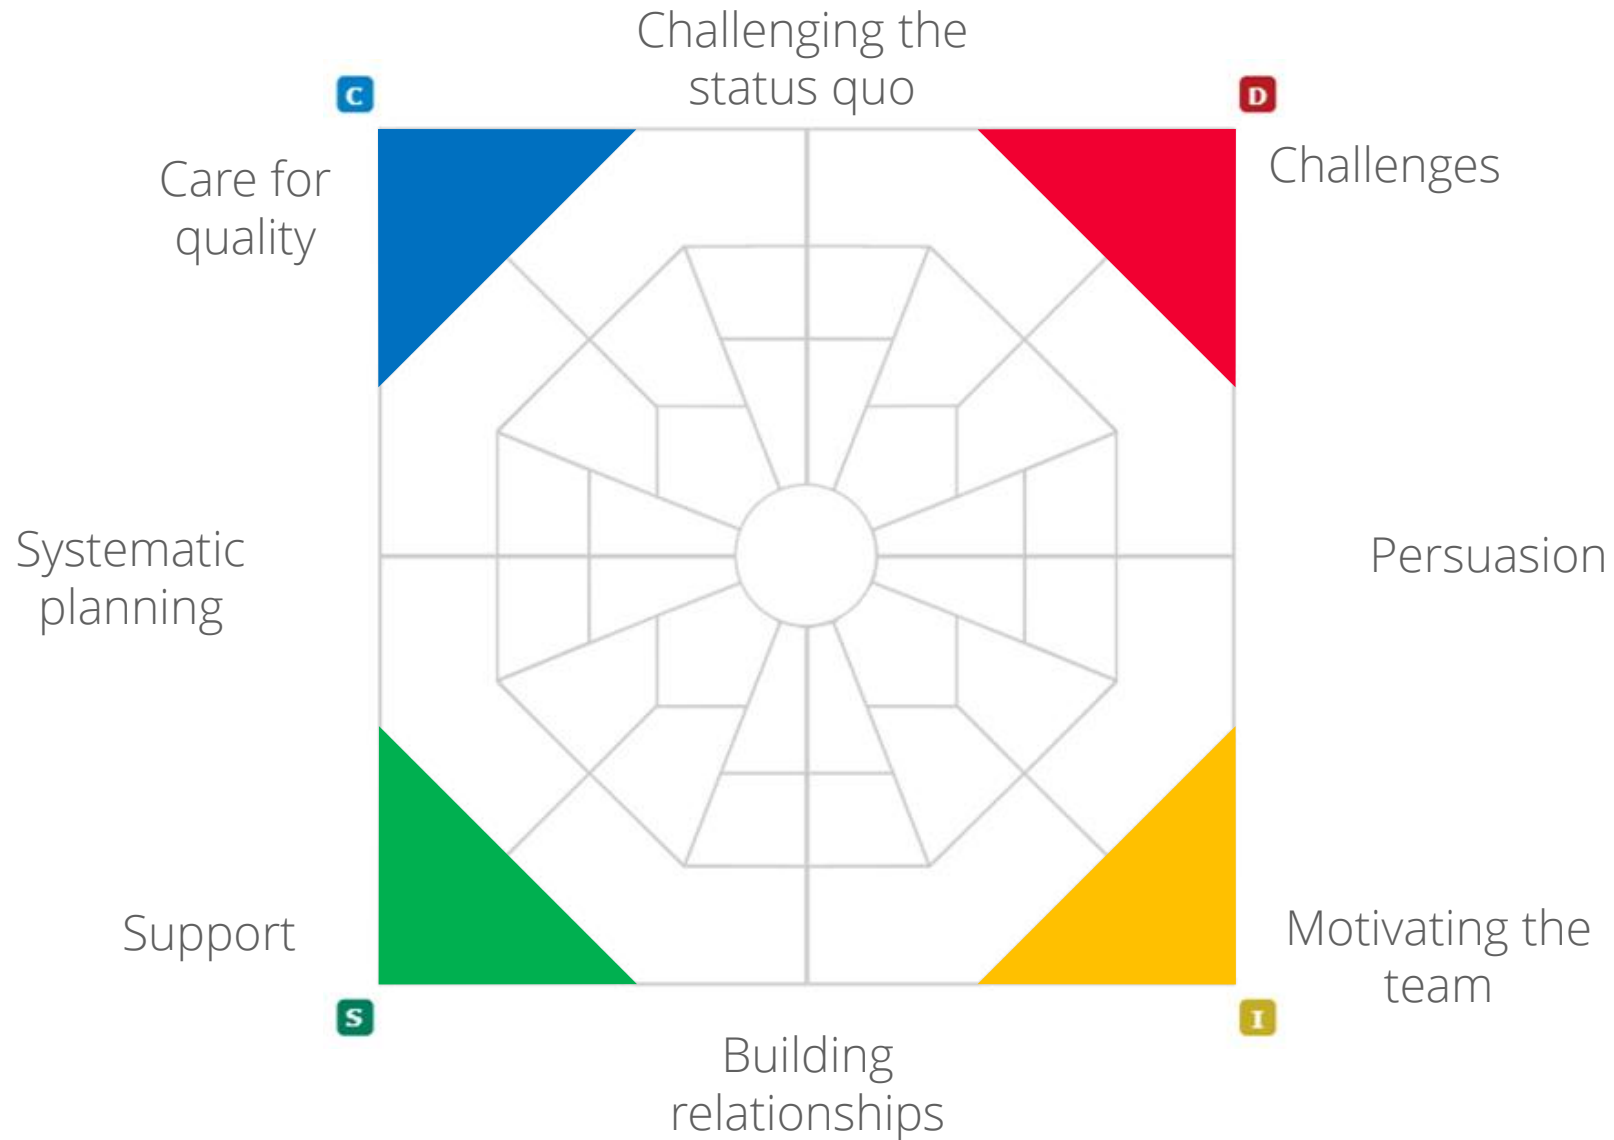 Challenging the
status quo
C
D
Care for
quality
Challenges
Systematic
planning
Persuasion
Support
Motivating the
team
S
I
Building
relationships